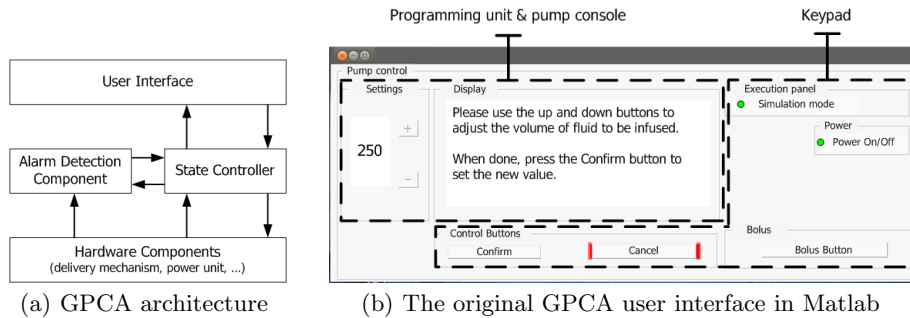 Programming unit & pump console
Keypad
User Interface
Alarm Detection
Component
State Controller
Hardware Components
(delivery mechanism, power unit, ...)
(a) GPCA architecture
Pump control
Settings
250
+
−
Display
Please use the up and down buttons to
adjust the volume of fluid to be infused.
When done, press the Confirm button to
set the new value.
Execution panel
Simulation mode
Power
Power On/Off
Control Buttons
Confirm
Cancel
Bolus
Bolus Button
(b) The original GPCA user interface in Matlab